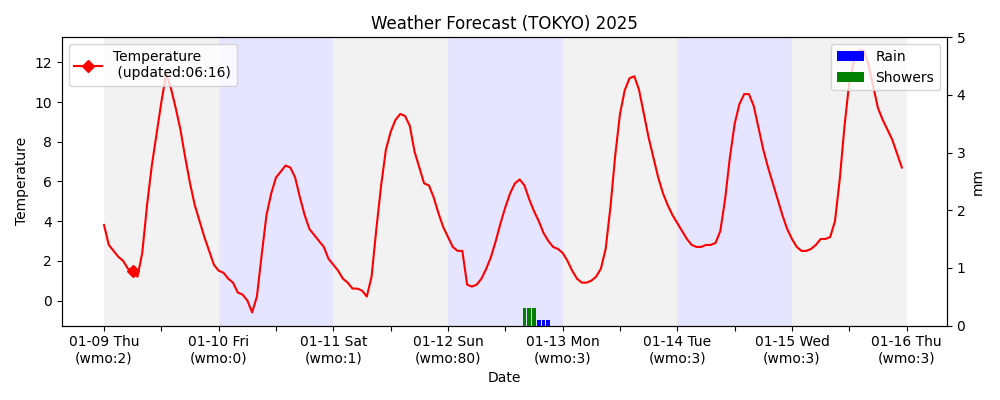 Weather Forecast (TOKYO) 2025
Temperature
(updated:06:16)
Rain
Showers
12
10
8
6
4
2
0
Temperature
5
4
3
2
1
0
mm
01-09 Thu
(wmo:2)
01-10 Fri
(wmo:0)
01-11 Sat
(wmo:1)
01-12 Sun
(wmo:80)
01-13 Mon
(wmo:3)
01-14 Tue
(wmo:3)
01-15 Wed
(wmo:3)
01-16 Thu
(wmo:3)
Date